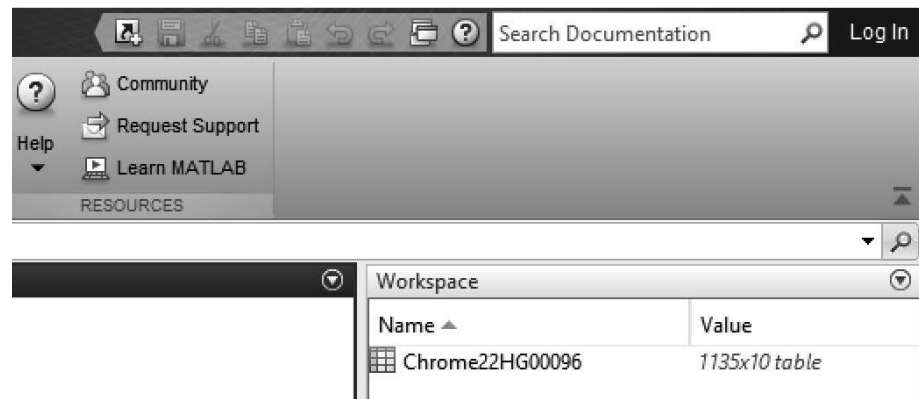 Search Documentation
Log In
Community
Request Support
Help
Learn MATLAB
RESOURCES
Workspace
Name Value
Chrome22HG00096 1135x10 table